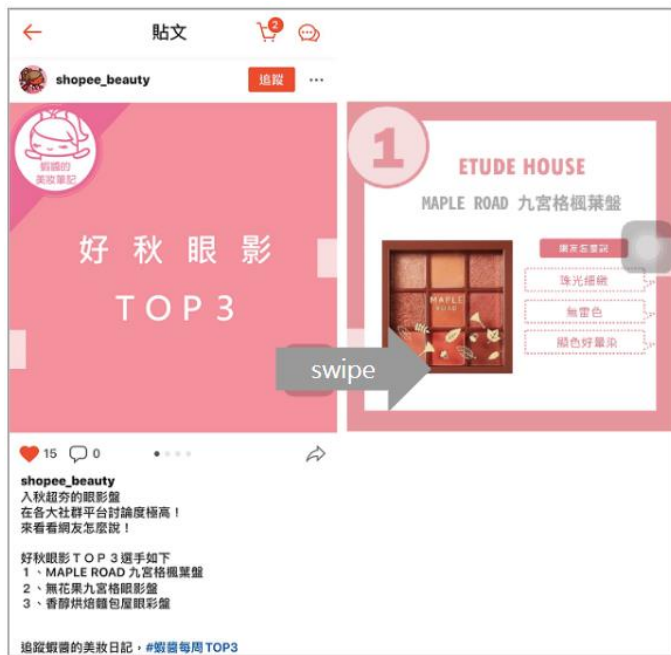 貼文
2
shopee_beauty
追蹤
蝦醬的
美妝筆記
好秋眼影
TOP3
15
0
shopee_beauty
入秋超夯的眼影盤
在各大社群平台討論度極高！
來看看網友怎麼說！
好秋眼影TOP3選手如下
1、MAPLE ROAD 九宮格楓葉盤
2、無花果九宮格眼影盤
3、香醇烘焙麵包屋眼彩盤
追蹤蝦醬的美妝日記，#蝦醬每周TOP3
swipe
1
ETUDE HOUSE
MAPLE ROAD 九宮格楓葉盤
網友怎麼說
珠光細緻
無雷色
顯色好暈染
MAPLE
ROAD